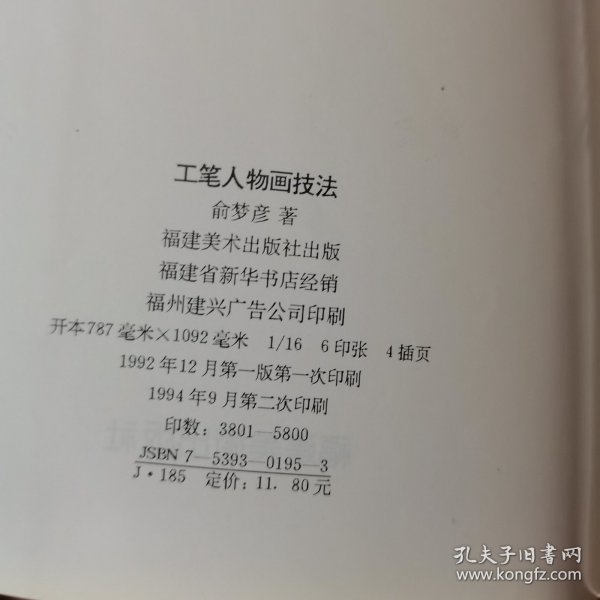 工笔人物画技法
俞梦彦 著
福建美术出版社出版
福建省新华书店经销
福州建兴广告公司印刷
开本787毫米×1092毫米 1/16 6印张 4插页
1992年12月第一版第一次印刷
1994年9月第二次印刷
印数：3801—5800
JSBN 7—5393—0195—3
J·185 定价：11.80元
孔夫子旧书网
www.kongfz.com